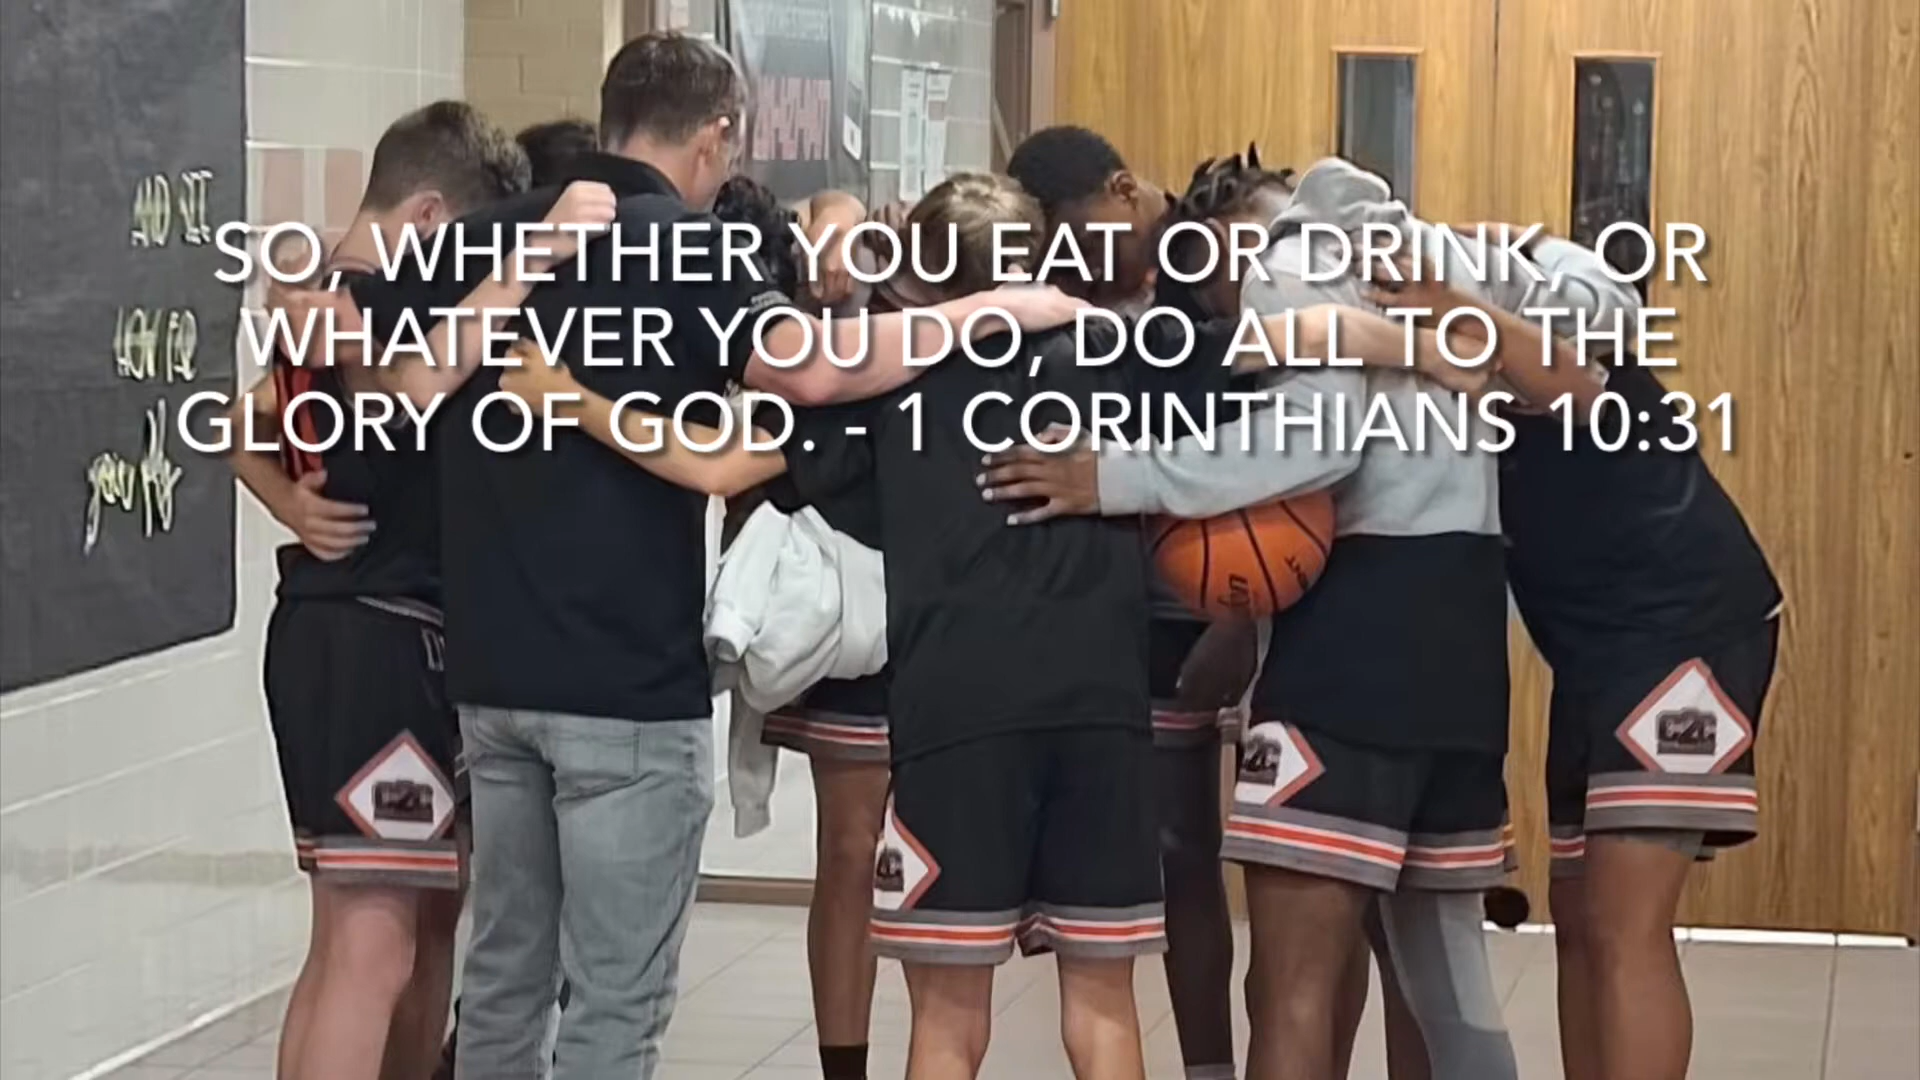 SO, WHETHER YOU EAT OR DRINK, OR
WHATEVER YOU DO, DO ALL TO THE
GLORY OF GOD. - 1 CORINTHIANS 10:31